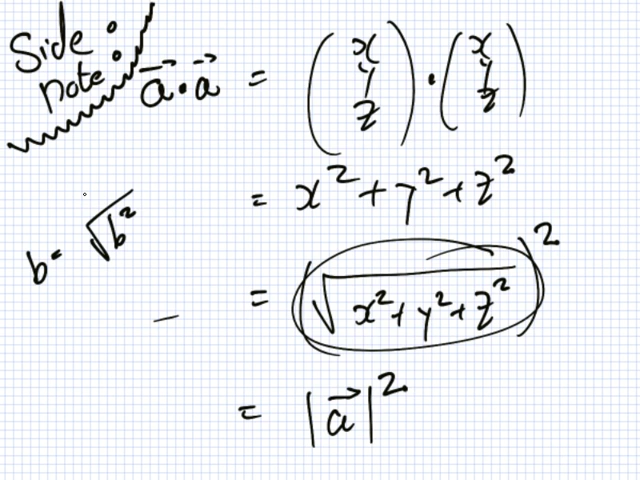 Side :
note :
a⃗ · a⃗ = (x y z) · (x y z)
= x² + y² + z²
b = √b²
= (√x² + y² + z²)²
= |a⃗|²